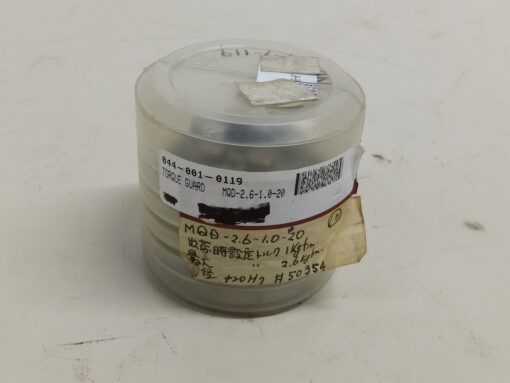 044-001-0119
TORQUE GUARD MQD-2.6-1.0-20
MQD-2.6-1.0-20
出荷時設定トルク 1kgfm
最大 〃 2.6kgfm
径 φ20H7 #50354